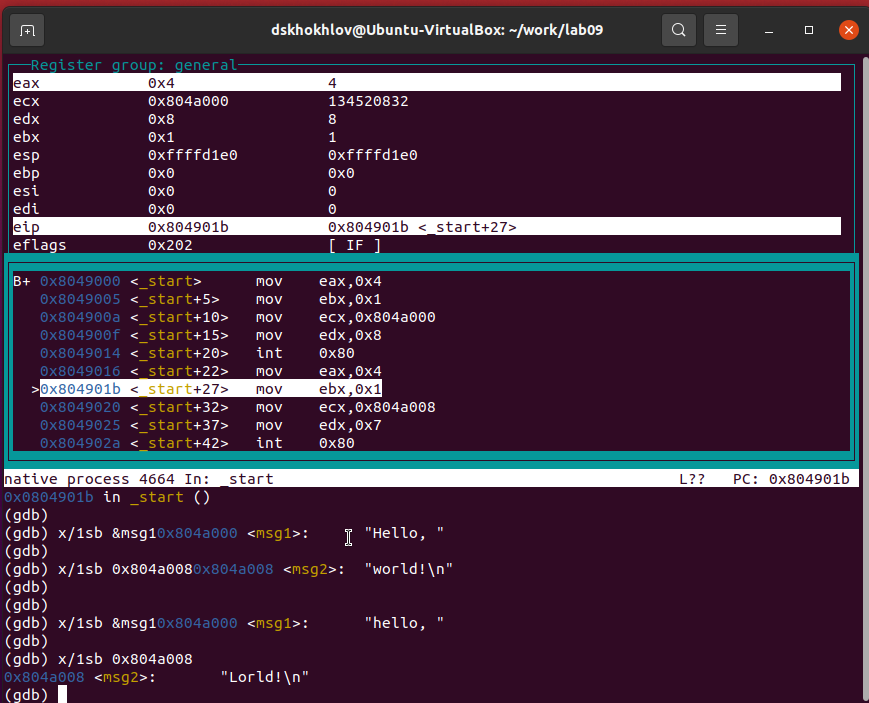 dskhokhlov@Ubuntu-VirtualBox: ~/work/lab09
Register group: general
eax 0x4 4
ecx 0x804a000 134520832
edx 0x8 8
ebx 0x1 1
esp 0xffffd1e0 0xffffd1e0
ebp 0x0 0x0
esi 0x0 0
edi 0x0 0
eip 0x804901b 0x804901b <_start+27>
eflags 0x202 [ IF ]
B+ 0x8049000 <_start> mov eax,0x4
0x8049005 <_start+5> mov ebx,0x1
0x804900a <_start+10> mov ecx,0x804a000
0x804900f <_start+15> mov edx,0x8
0x8049014 <_start+20> int 0x80
0x8049016 <_start+22> mov eax,0x4
>0x804901b <_start+27> mov ebx,0x1
0x8049020 <_start+32> mov ecx,0x804a008
0x8049025 <_start+37> mov edx,0x7
0x804902a <_start+42> int 0x80
native process 4664 In: _start L?? PC: 0x804901b
0x0804901b in _start ()
(gdb)
(gdb) x/1sb &msg10x804a000 <msg1>: "Hello, "
(gdb)
(gdb) x/1sb 0x804a0080x804a008 <msg2>: "world!\n"
(gdb)
(gdb)
(gdb) x/1sb &msg10x804a000 <msg1>: "hello, "
(gdb)
(gdb) x/1sb 0x804a008
0x804a008 <msg2>: "Lorld!\n"
(gdb)